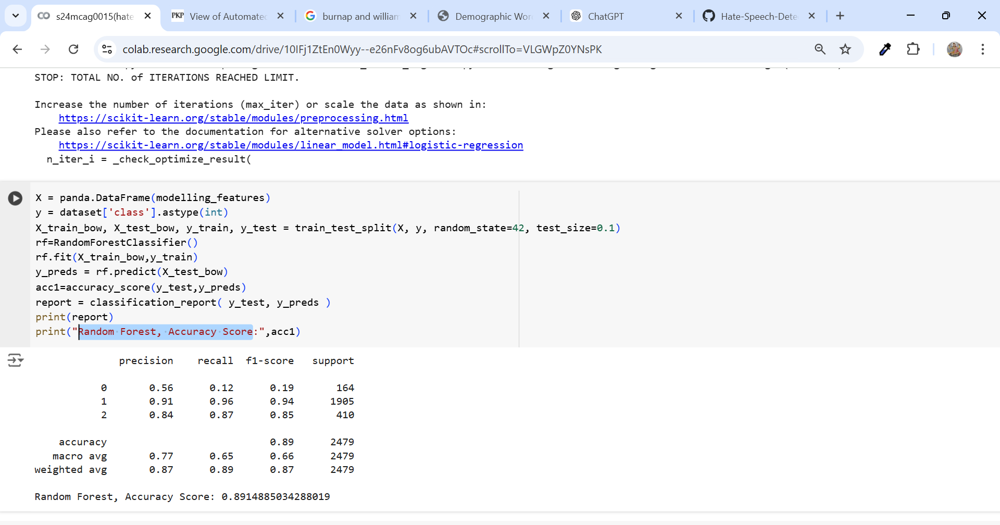 s24mcag0015(hate
PKP View of Automated
burnap and william
Demographic Wor
ChatGPT
Hate-Speech-Dete
colab.research.google.com/drive/10IFj1ZtEn0Wyy--e26nFv8og6ubAVTOc#scrollTo=VLGWpZ0YNsPK
STOP: TOTAL NO. of ITERATIONS REACHED LIMIT.
Increase the number of iterations (max_iter) or scale the data as shown in:
https://scikit-learn.org/stable/modules/preprocessing.html
Please also refer to the documentation for alternative solver options:
https://scikit-learn.org/stable/modules/linear_model.html#logistic-regression
n_iter_i = _check_optimize_result(
X = panda.DataFrame(modelling_features)
y = dataset['class'].astype(int)
X_train_bow, X_test_bow, y_train, y_test = train_test_split(X, y, random_state=42, test_size=0.1)
rf=RandomForestClassifier()
rf.fit(X_train_bow,y_train)
y_preds = rf.predict(X_test_bow)
acc1=accuracy_score(y_test,y_preds)
report = classification_report( y_test, y_preds )
print(report)
print("Random Forest, Accuracy Score:",acc1)
precision recall f1-score support
0 0.56 0.12 0.19 164
1 0.91 0.96 0.94 1905
2 0.84 0.87 0.85 410
accuracy 0.89 2479
macro avg 0.77 0.65 0.66 2479
weighted avg 0.87 0.89 0.87 2479
Random Forest, Accuracy Score: 0.8914885034288019